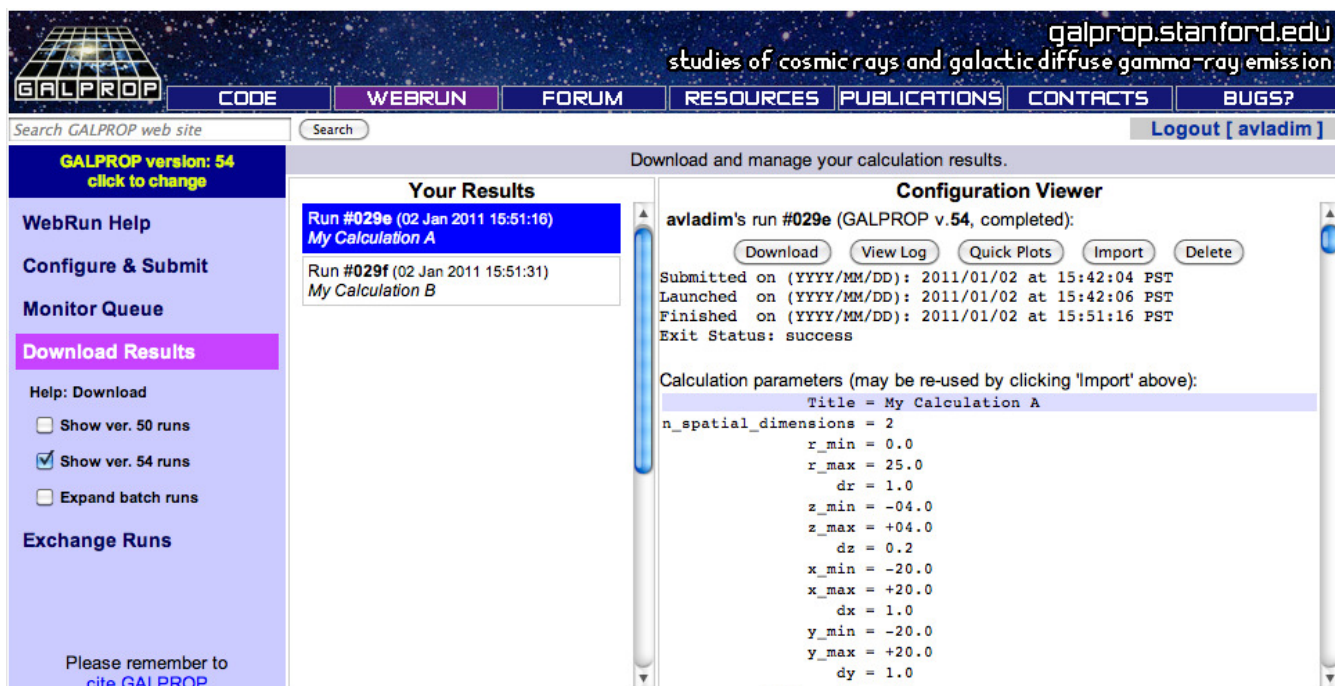 galprop.stanford.edu
studies of cosmic rays and galactic diffuse gamma-ray emission
GALPROP
CODE
WEBRUN
FORUM
RESOURCES
PUBLICATIONS
CONTACTS
BUGS?
Search GALPROP web site
Search
Logout [ avladim ]
GALPROP version: 54
click to change
WebRun Help
Configure & Submit
Monitor Queue
Download Results
Help: Download
Show ver. 50 runs
Show ver. 54 runs
Expand batch runs
Exchange Runs
Please remember to
cite GALPROP
Download and manage your calculation results.
Your Results
Run #029e (02 Jan 2011 15:51:16)
My Calculation A
Run #029f (02 Jan 2011 15:51:31)
My Calculation B
Configuration Viewer
avladim's run #029e (GALPROP v.54, completed):
Download
View Log
Quick Plots
Import
Delete
Submitted on (YYYY/MM/DD): 2011/01/02 at 15:42:04 PST
Launched on (YYYY/MM/DD): 2011/01/02 at 15:42:06 PST
Finished on (YYYY/MM/DD): 2011/01/02 at 15:51:16 PST
Exit Status: success
Calculation parameters (may be re-used by clicking 'Import' above):
Title = My Calculation A
n_spatial_dimensions = 2
r_min = 0.0
r_max = 25.0
dr = 1.0
z_min = -04.0
z_max = +04.0
dz = 0.2
x_min = -20.0
x_max = +20.0
dx = 1.0
y_min = -20.0
y_max = +20.0
dy = 1.0